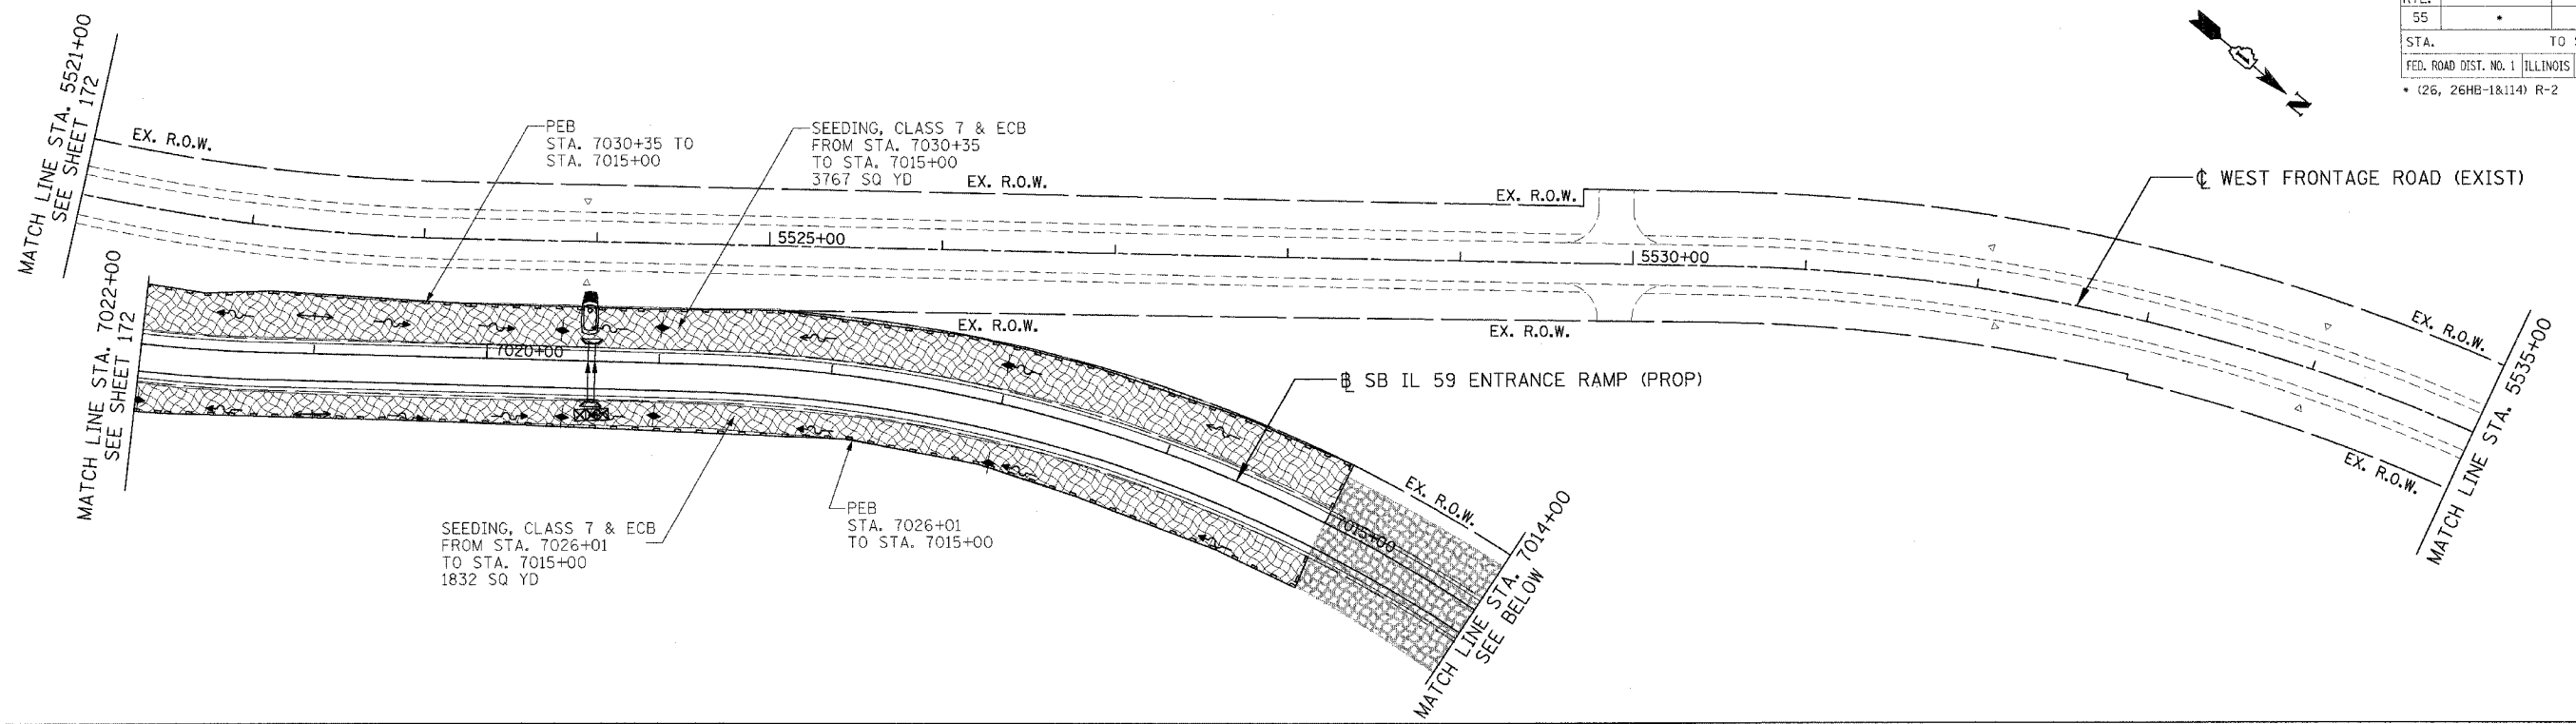 RTE.
55 *
STA. TO S
FED. ROAD DIST. NO. 1 ILLINOIS
* (26, 26HB-1&I14) R-2
N
MATCH LINE STA. 5521+00
SEE SHEET 172
EX. R.O.W.
PEB
STA. 7030+35 TO
STA. 7015+00
SEEDING, CLASS 7 & ECB
FROM STA. 7030+35
TO STA. 7015+00
3767 SQ YD
EX. R.O.W.
EX. R.O.W.
℄ WEST FRONTAGE ROAD (EXIST)
5525+00
5530+00
MATCH LINE STA. 7022+00
SEE SHEET 172
EX. R.O.W.
EX. R.O.W.
EX. R.O.W.
7020+00
℄ SB IL 59 ENTRANCE RAMP (PROP)
MATCH LINE STA. 5535+00
EX. R.O.W.
EX. R.O.W.
7015+00
SEEDING, CLASS 7 & ECB
FROM STA. 7026+01
TO STA. 7015+00
1832 SQ YD
PEB
STA. 7026+01
TO STA. 7015+00
MATCH LINE STA. 7014+00
SEE BELOW